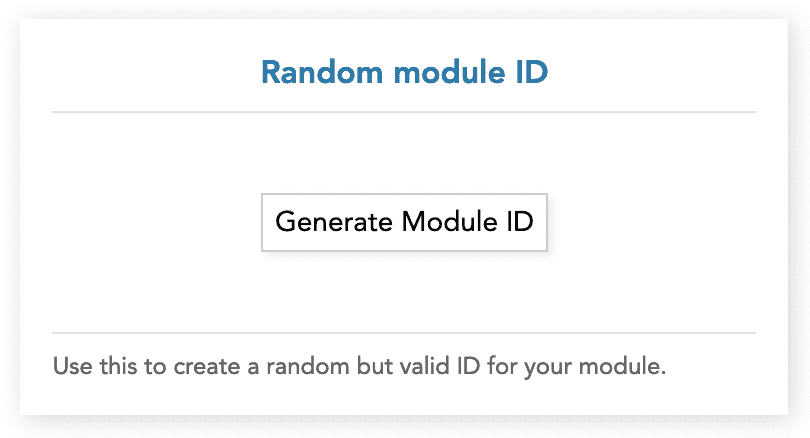 Random module ID
Generate Module ID
Use this to create a random but valid ID for your module.